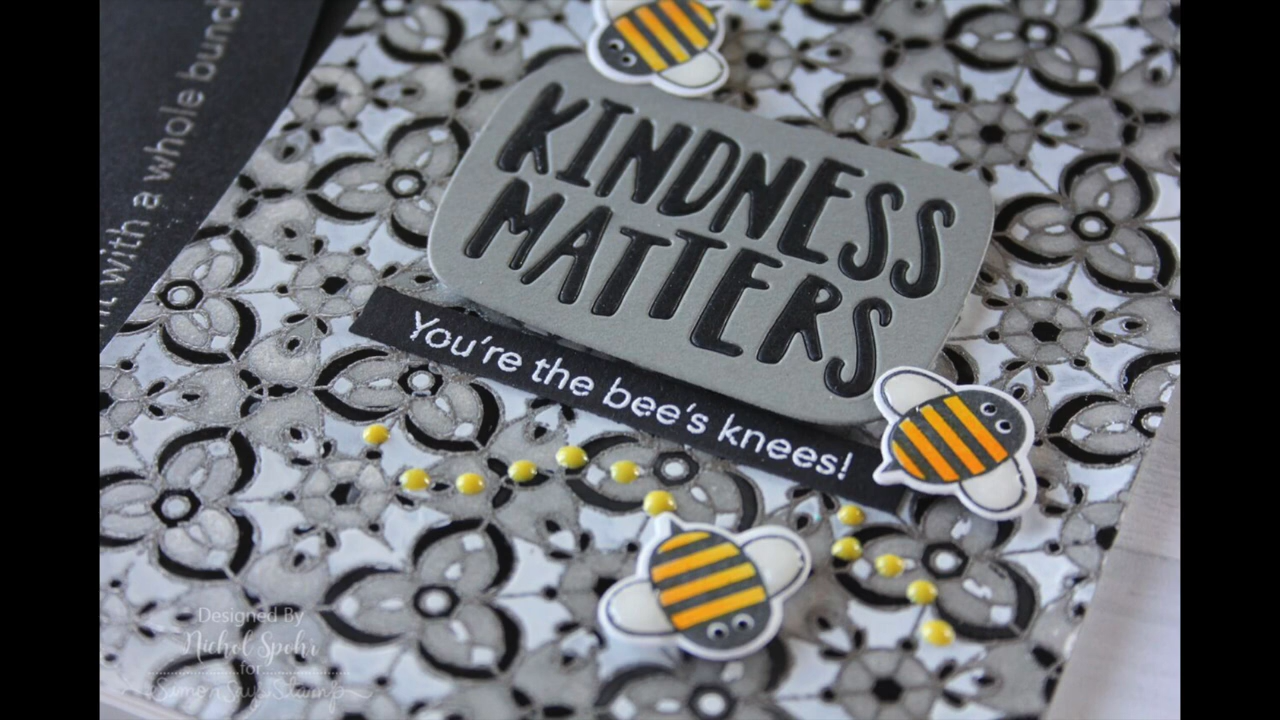 t with a whole bunch
KINDNESS
MATTERS
You're the bee's knees!
Designed By
Nichol Spohr
for
Simon Says Stamp